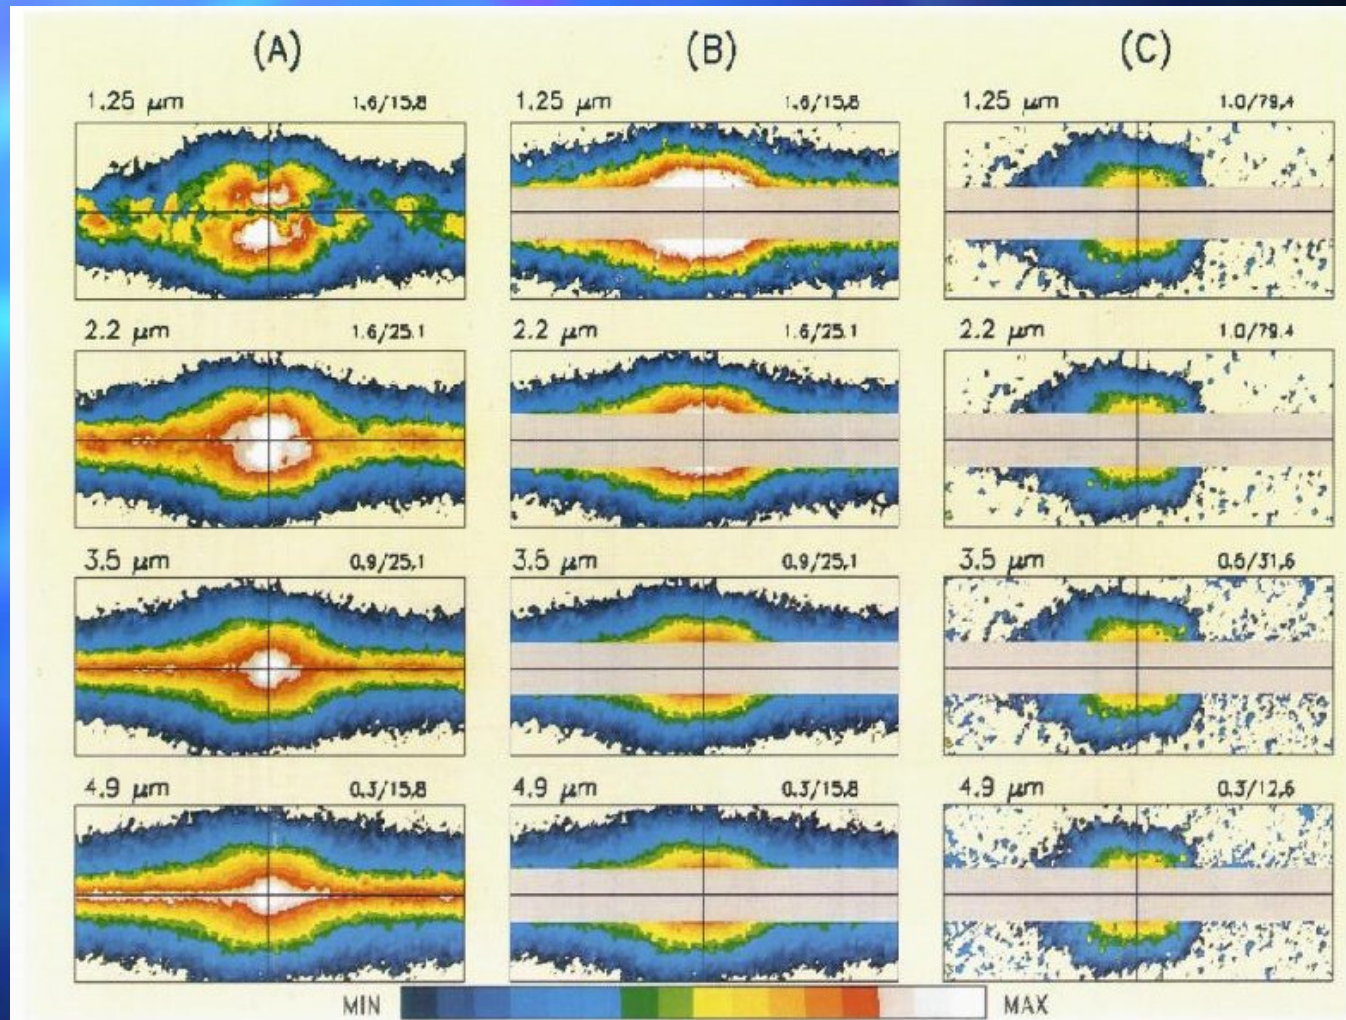 (A) (B) (C)
1.25 μm 1.6/15.8 1.25 μm 1.6/15.8 1.25 μm 1.0/79.4
2.2 μm 1.6/25.1 2.2 μm 1.6/25.1 2.2 μm 1.0/79.4
3.5 μm 0.9/25.1 3.5 μm 0.9/25.1 3.5 μm 0.6/31.6
4.9 μm 0.3/15.8 4.9 μm 0.3/15.8 4.9 μm 0.3/12.6
MIN MAX